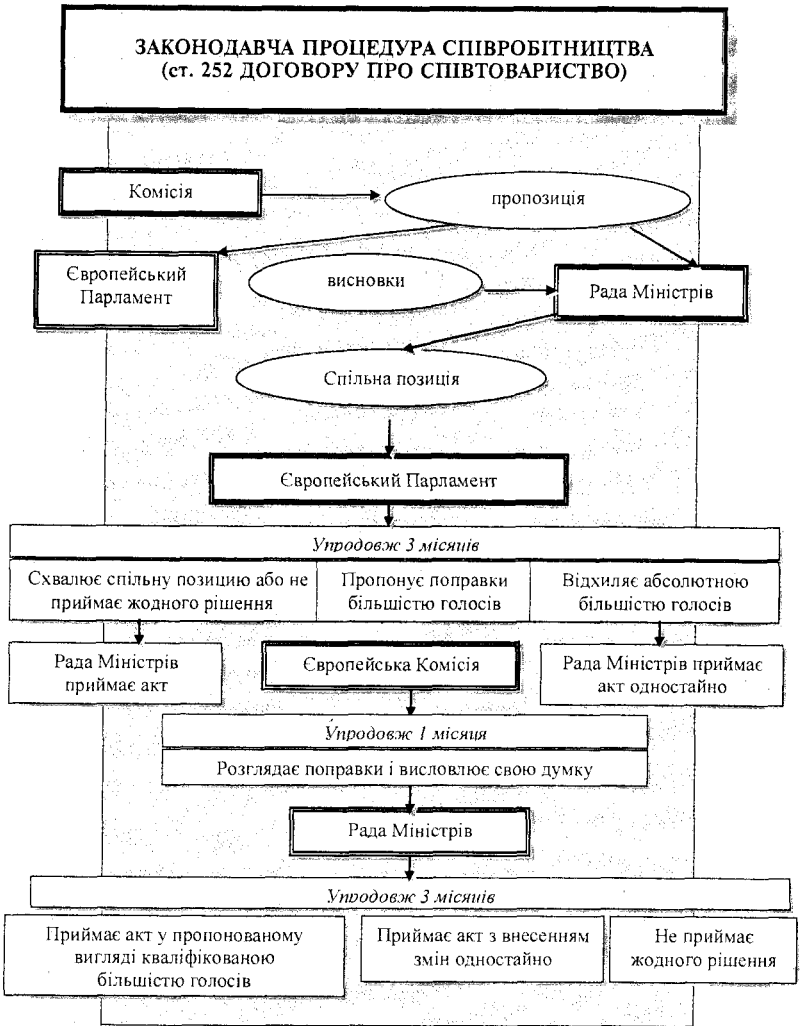 ЗАКОНОДАВЧА ПРОЦЕДУРА СПІВРОБІТНИЦТВА
(ст. 252 ДОГОВОРУ ПРО СПІВТОВАРИСТВО)
Комісія
пропозиція
Європейський
Парламент
висновки
Рада Міністрів
Спільна позиція
Європейський Парламент
Упродовж 3 місяців
Схвалює спільну позицию або не
приймає жодного рішення
Пропонує поправки
більшістю голосів
Відхиляє абсолютною
більшістю голосів
Рада Міністрів
приймає акт
Європейська Комісія
Рада Міністрів приймає
акт одностайно
Упродовж 1 місяця
Розглядає поправки і висловлює свою думку
Рада Міністрів
Упродовж 3 місяців
Приймає акт у пропонованому
вигляді кваліфікованою
більшістю голосів
Приймає акт з внесенням
змін одностайно
Не приймає
жодного рішення